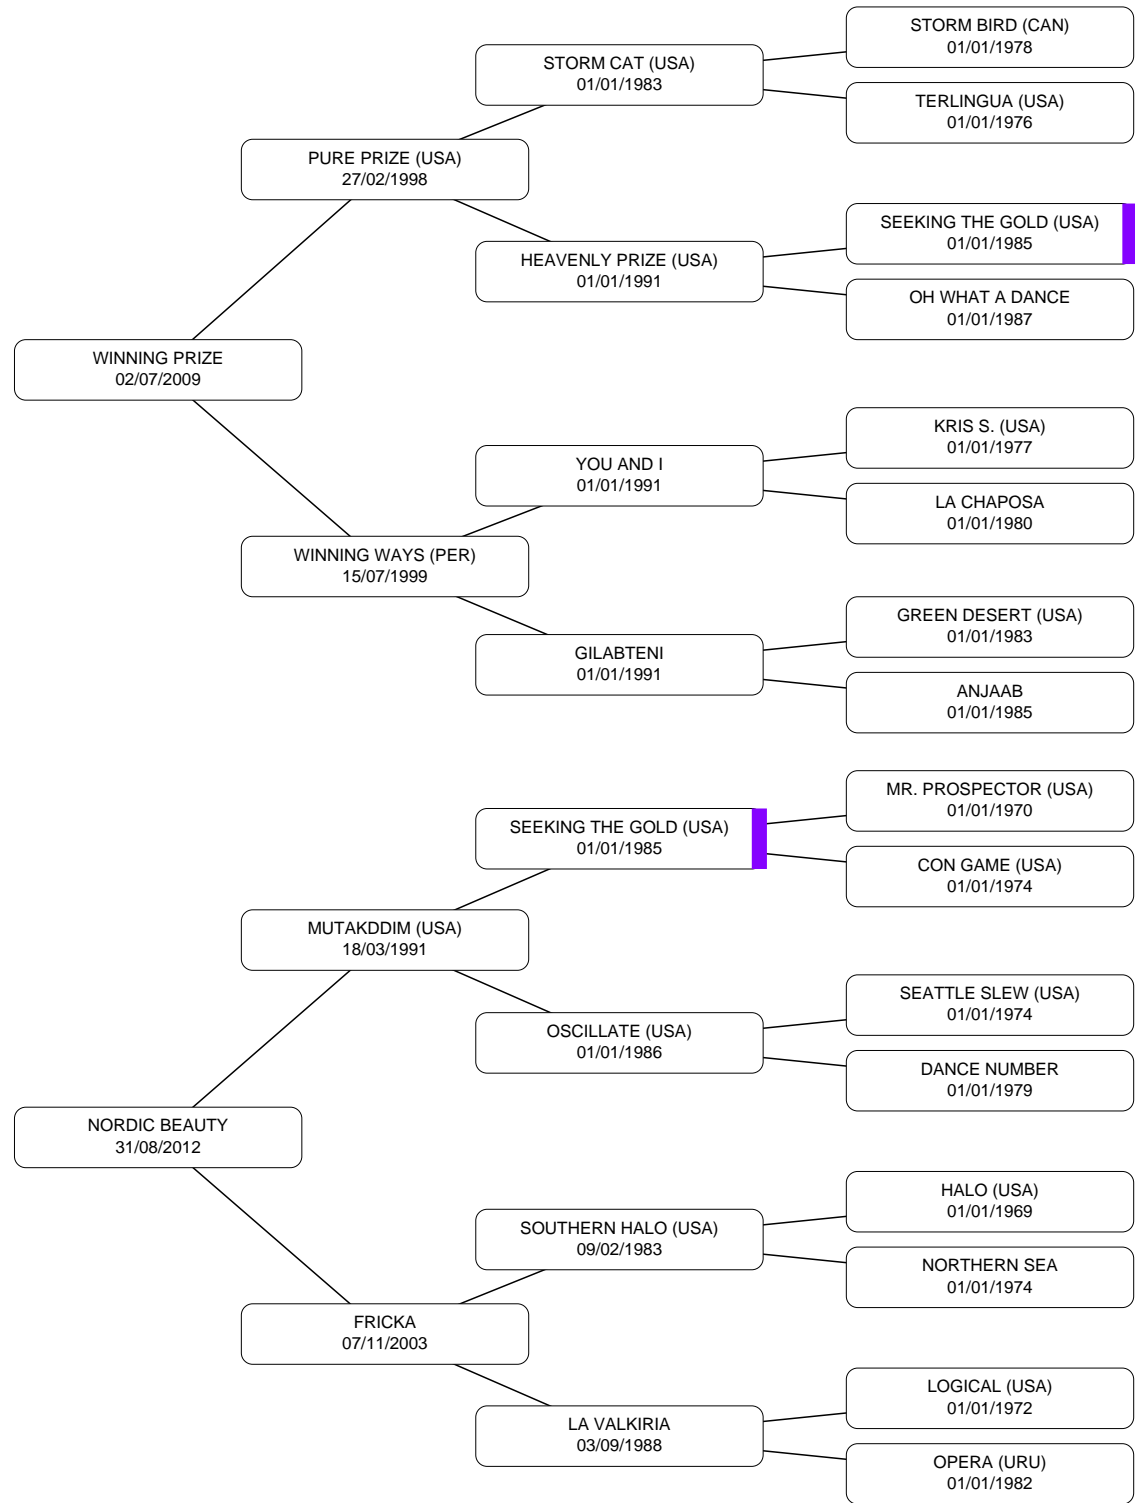 STORM BIRD (CAN)
01/01/1978
STORM CAT (USA)
01/01/1983
TERLINGUA (USA)
01/01/1976
PURE PRIZE (USA)
27/02/1998
SEEKING THE GOLD (USA)
01/01/1985
HEAVENLY PRIZE (USA)
01/01/1991
OH WHAT A DANCE
01/01/1987
WINNING PRIZE
02/07/2009
KRIS S. (USA)
01/01/1977
YOU AND I
01/01/1991
LA CHAPOSA
01/01/1980
WINNING WAYS (PER)
15/07/1999
GREEN DESERT (USA)
01/01/1983
GILABTENI
01/01/1991
ANJAAB
01/01/1985
MR. PROSPECTOR (USA)
01/01/1970
SEEKING THE GOLD (USA)
01/01/1985
CON GAME (USA)
01/01/1974
MUTAKDDIM (USA)
18/03/1991
SEATTLE SLEW (USA)
01/01/1974
OSCILLATE (USA)
01/01/1986
DANCE NUMBER
01/01/1979
NORDIC BEAUTY
31/08/2012
HALO (USA)
01/01/1969
SOUTHERN HALO (USA)
09/02/1983
NORTHERN SEA
01/01/1974
FRICKA
07/11/2003
LOGICAL (USA)
01/01/1972
LA VALKIRIA
03/09/1988
OPERA (URU)
01/01/1982